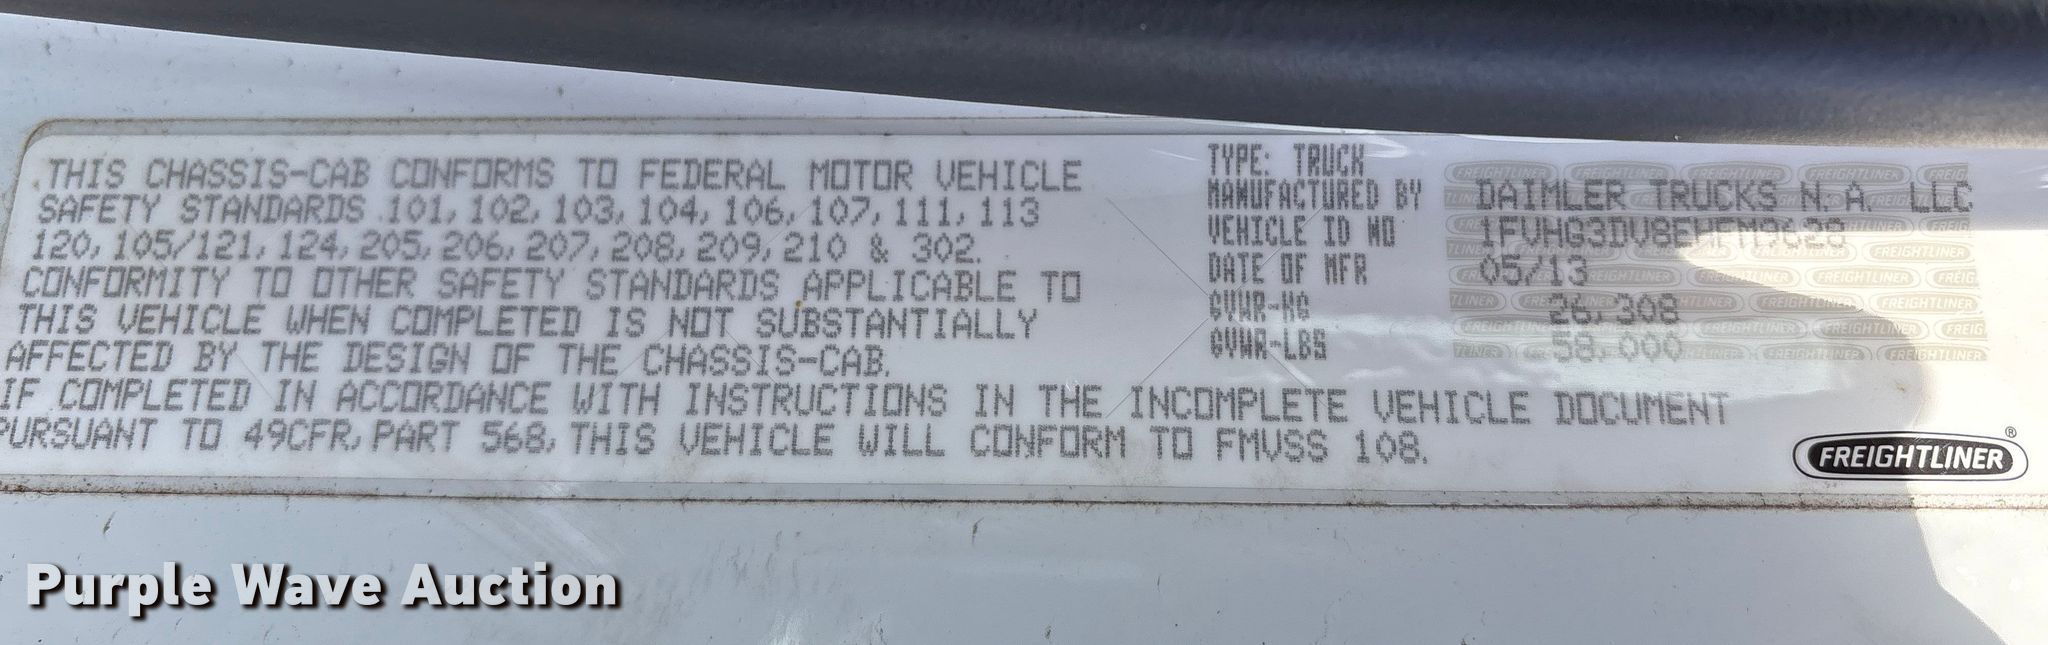 THIS CHASSIS-CAB CONFORMS TO FEDERAL MOTOR VEHICLE
SAFETY STANDARDS 101, 102, 103, 104, 106, 107, 111, 113
120, 105/121, 124, 205, 206, 207, 208, 209, 210 & 302.
CONFORMITY TO OTHER SAFETY STANDARDS APPLICABLE TO
THIS VEHICLE WHEN COMPLETED IS NOT SUBSTANTIALLY
AFFECTED BY THE DESIGN OF THE CHASSIS-CAB.
IF COMPLETED IN ACCORDANCE WITH INSTRUCTIONS IN THE INCOMPLETE VEHICLE DOCUMENT
PURSUANT TO 49CFR, PART 568, THIS VEHICLE WILL CONFORM TO FMVSS 108.
TYPE: TRUCK
MANUFACTURED BY DAIMLER TRUCKS N.A. LLC
VEHICLE ID NO 1FVHG3DV8EHFM9628
DATE OF MFR 05/13
GVWR-KG 26,308
GVWR-LBS 58,000
FREIGHTLINER®
Purple Wave Auction